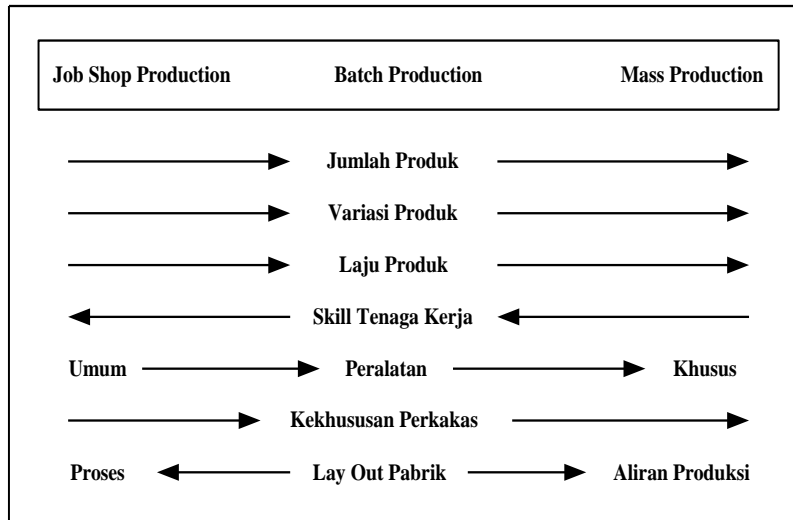 Job Shop Production Batch Production Mass Production
Jumlah Produk
Variasi Produk
Laju Produk
Skill Tenaga Kerja
Umum Peralatan Khusus
Kekhususan Perkakas
Proses Lay Out Pabrik Aliran Produksi